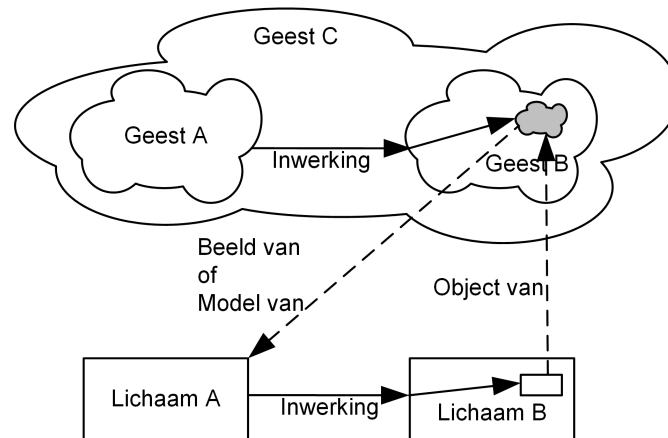 Geest C
Geest A
Inwerking
Geest B
Beeld van
of
Model van
Object van
Lichaam A
Inwerking
Lichaam B